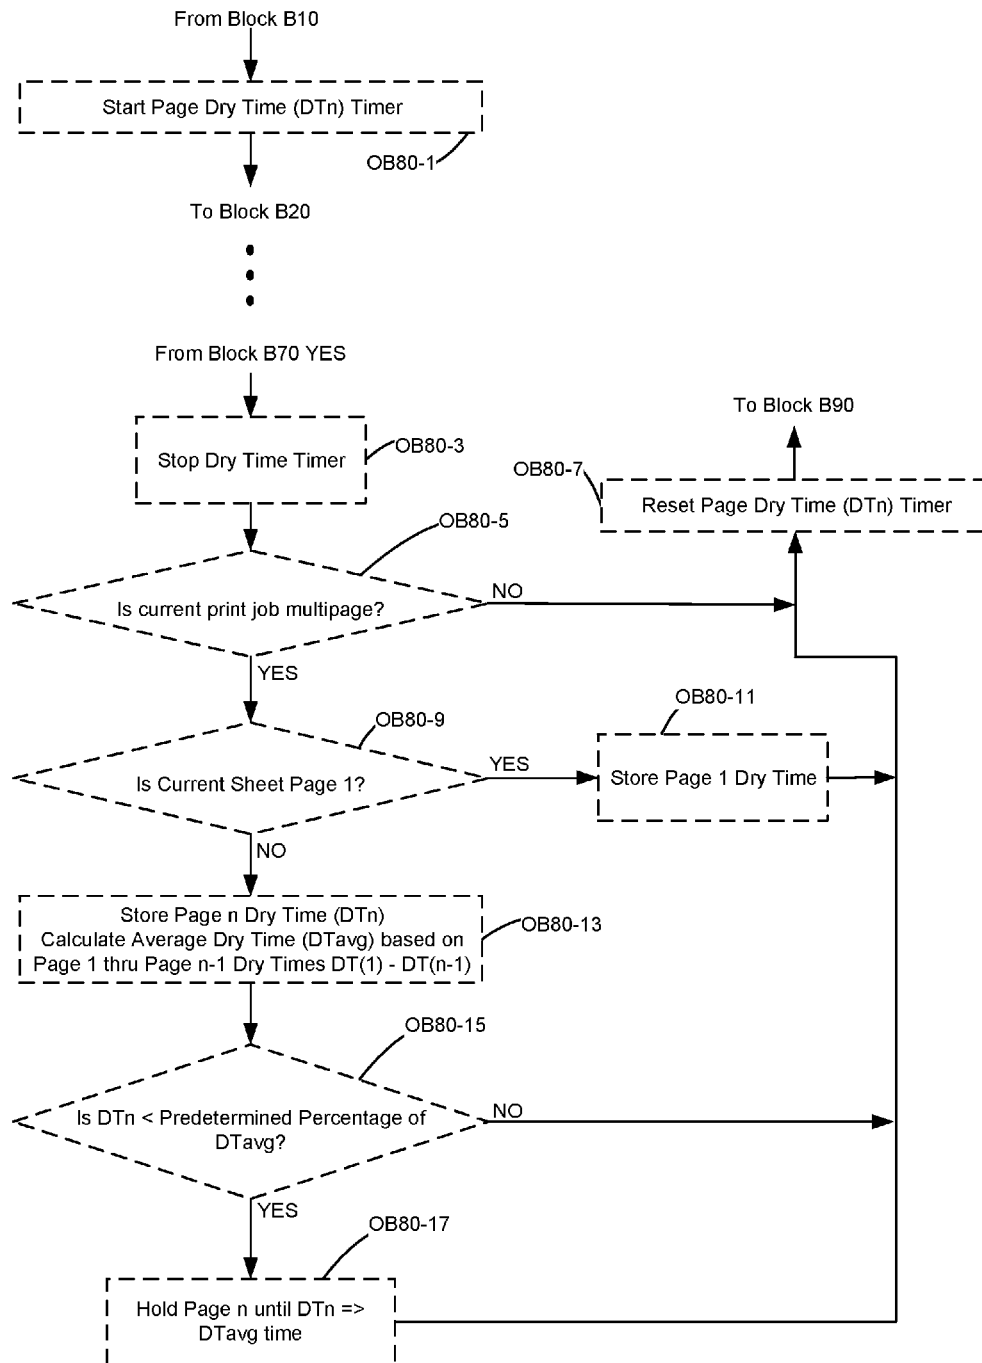 From Block B10
Start Page Dry Time (DTn) Timer
OB80-1
To Block B20
From Block B70 YES
To Block B90
Stop Dry Time Timer
OB80-3
OB80-7
Reset Page Dry Time (DTn) Timer
OB80-5
Is current print job multipage?
NO
YES
OB80-9
OB80-11
Is Current Sheet Page 1?
YES
Store Page 1 Dry Time
NO
Store Page n Dry Time (DTn)
Calculate Average Dry Time (DTavg) based on
Page 1 thru Page n-1 Dry Times DT(1) - DT(n-1)
OB80-13
OB80-15
Is DTn < Predetermined Percentage of
DTavg?
NO
YES
OB80-17
Hold Page n until DTn =>
DTavg time